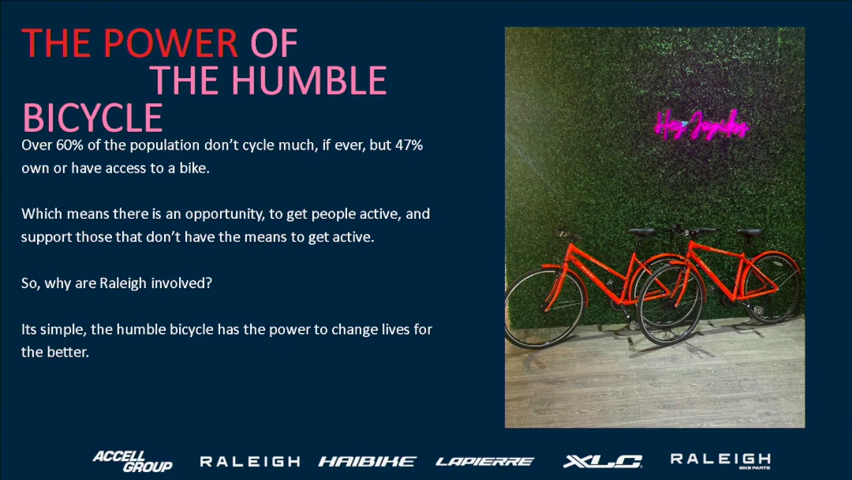 THE POWER OF
THE HUMBLE
BICYCLE
Over 60% of the population don’t cycle much, if ever, but 47%
own or have access to a bike.
Which means there is an opportunity, to get people active, and
support those that don’t have the means to get active.
So, why are Raleigh involved?
Its simple, the humble bicycle has the power to change lives for
the better.
ACCELL
GROUP
RALEIGH
HAIBIKE
LAPIERRE
XLC
RALEIGH
BIKE PARTS